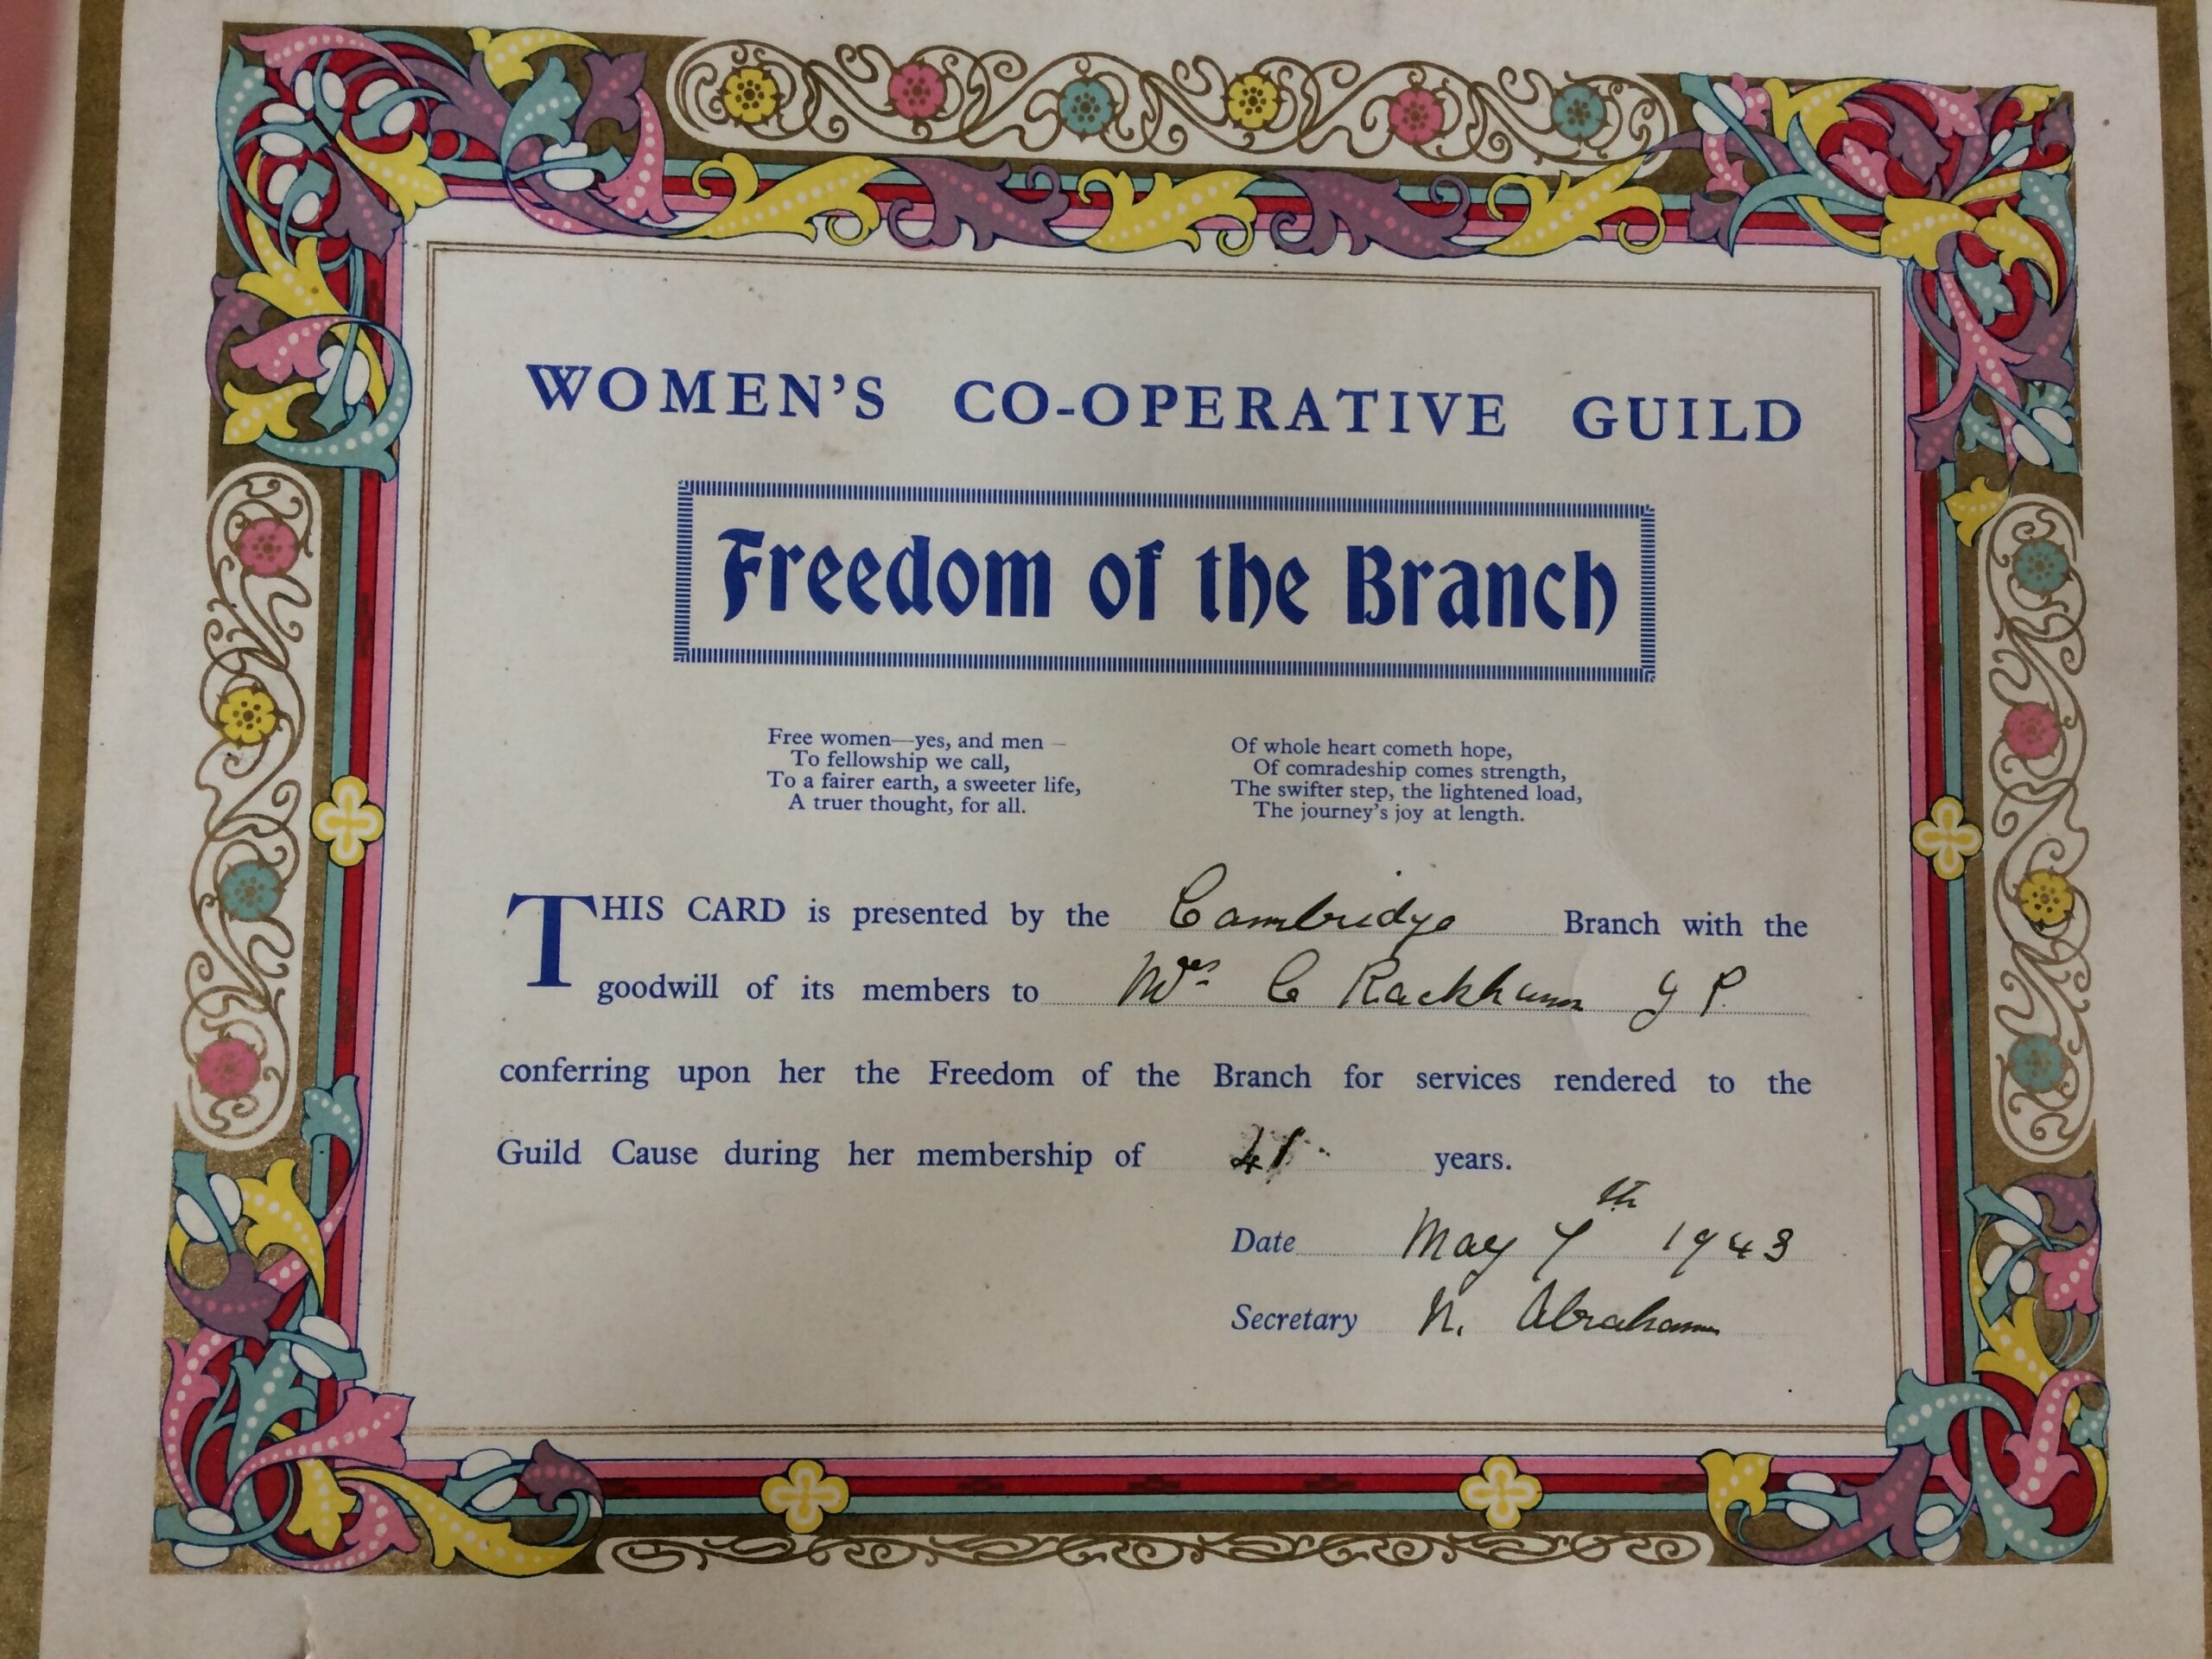 WOMEN'S CO-OPERATIVE GUILD
Freedom of the Branch
Free women—yes, and men –
To fellowship we call,
To a fairer earth, a sweeter life,
A truer thought, for all.
Of whole heart cometh hope,
Of comradeship comes strength,
The swifter step, the lightened load,
The journey's joy at length.
THIS CARD is presented by the Cambridge Branch with the
goodwill of its members to Mrs C Rackham J P
conferring upon her the Freedom of the Branch for services rendered to the
Guild Cause during her membership of 41 years.
Date May 7th 1943
Secretary N. Abraham